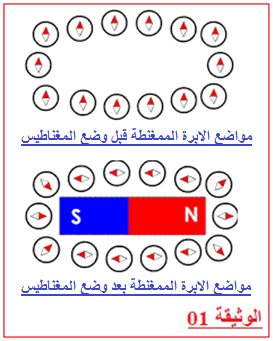 مواضع الابرة الممغنطة قبل وضع المغناطيس
S N
مواضع الابرة الممغنطة بعد وضع المغناطيس
الوثيقة 01